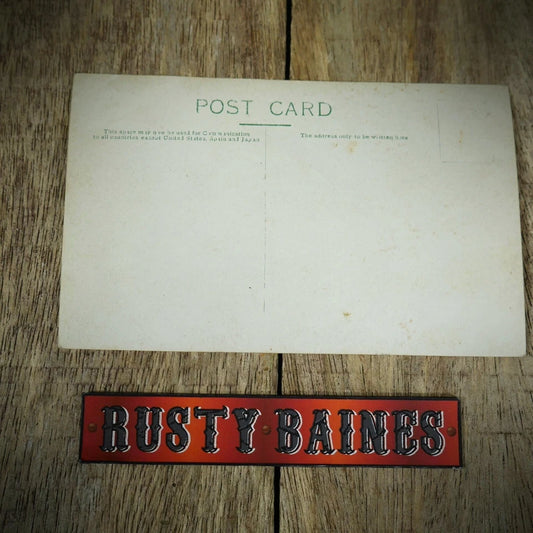 POST CARD
This space may now be used for Communication
to all countries except United States, Spain and Japan
The address only to be written here
RUSTY BAINES